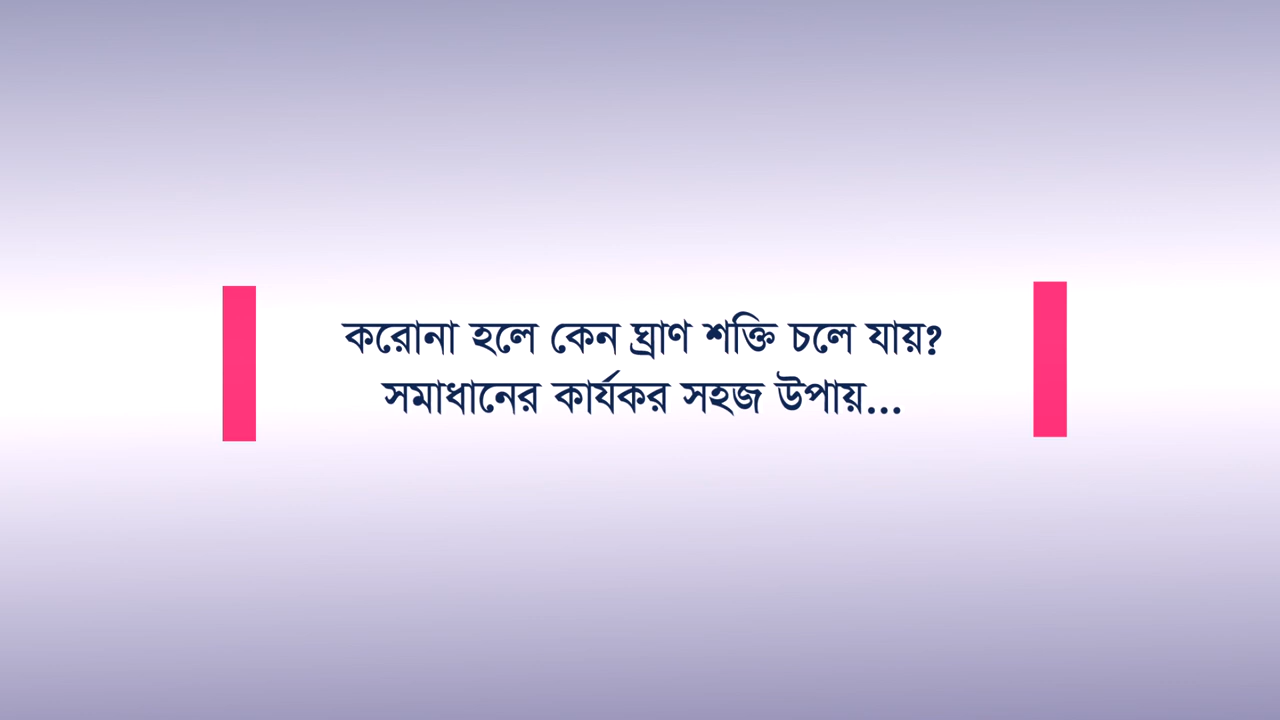 করোনা হলে কেন ঘ্রাণ শক্তি চলে যায়?
সমাধানের কার্যকর সহজ উপায়...